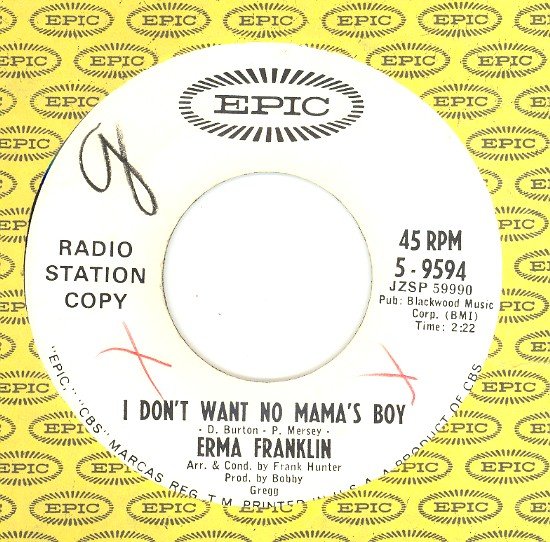 EPIC
g
RADIO
STATION
COPY
45 RPM
5 - 9594
JZSP 59990
Pub: Blackwood Music
Corp. (BMI)
Time: 2:22
X
X
I DON'T WANT NO MAMA'S BOY
- D. Burton - P. Mersey -
ERMA FRANKLIN
Arr. & Cond. by Frank Hunter
Prod. by Bobby
Gregg
"EPIC," "CBS" MARCAS REG. T.M. PRINTED IN U.S.A. A PRODUCT OF CBS